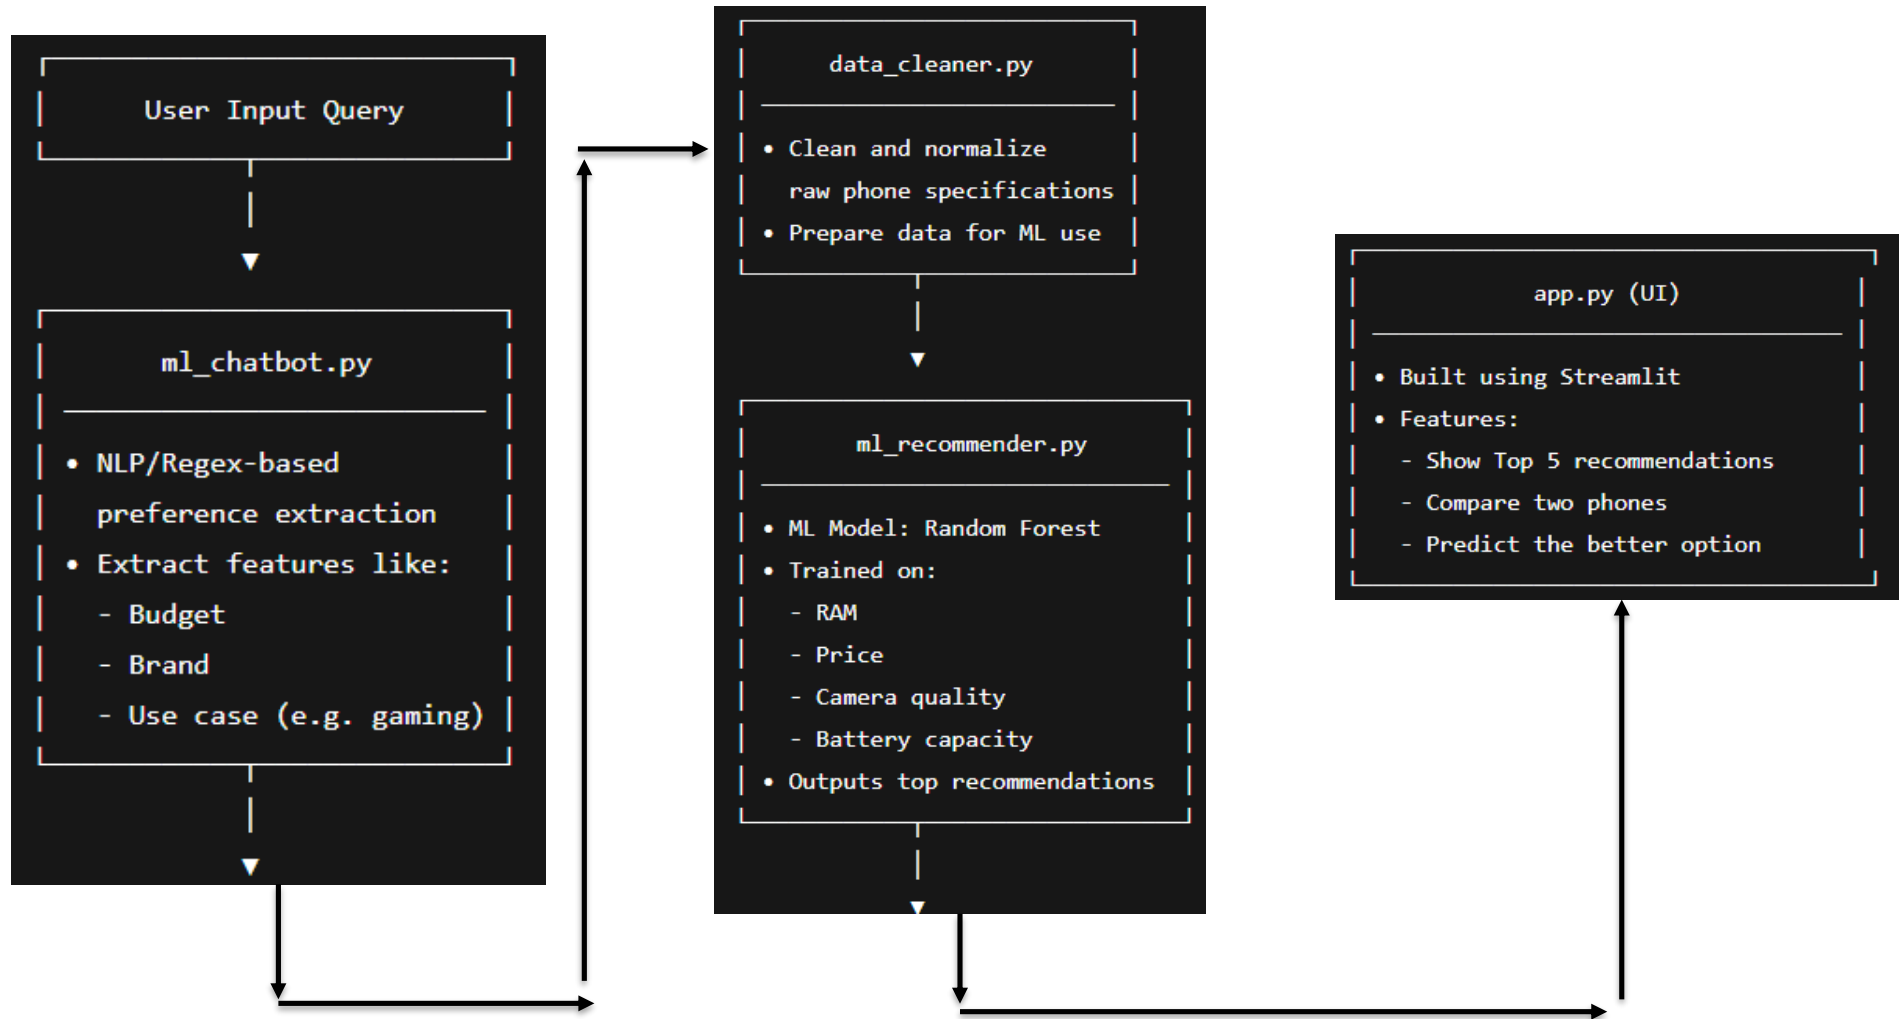 User Input Query
ml_chatbot.py
• NLP/Regex-based
preference extraction
• Extract features like:
- Budget
- Brand
- Use case (e.g. gaming)
data_cleaner.py
• Clean and normalize
raw phone specifications
• Prepare data for ML use
ml_recommender.py
• ML Model: Random Forest
• Trained on:
- RAM
- Price
- Camera quality
- Battery capacity
• Outputs top recommendations
app.py (UI)
• Built using Streamlit
• Features:
- Show Top 5 recommendations
- Compare two phones
- Predict the better option